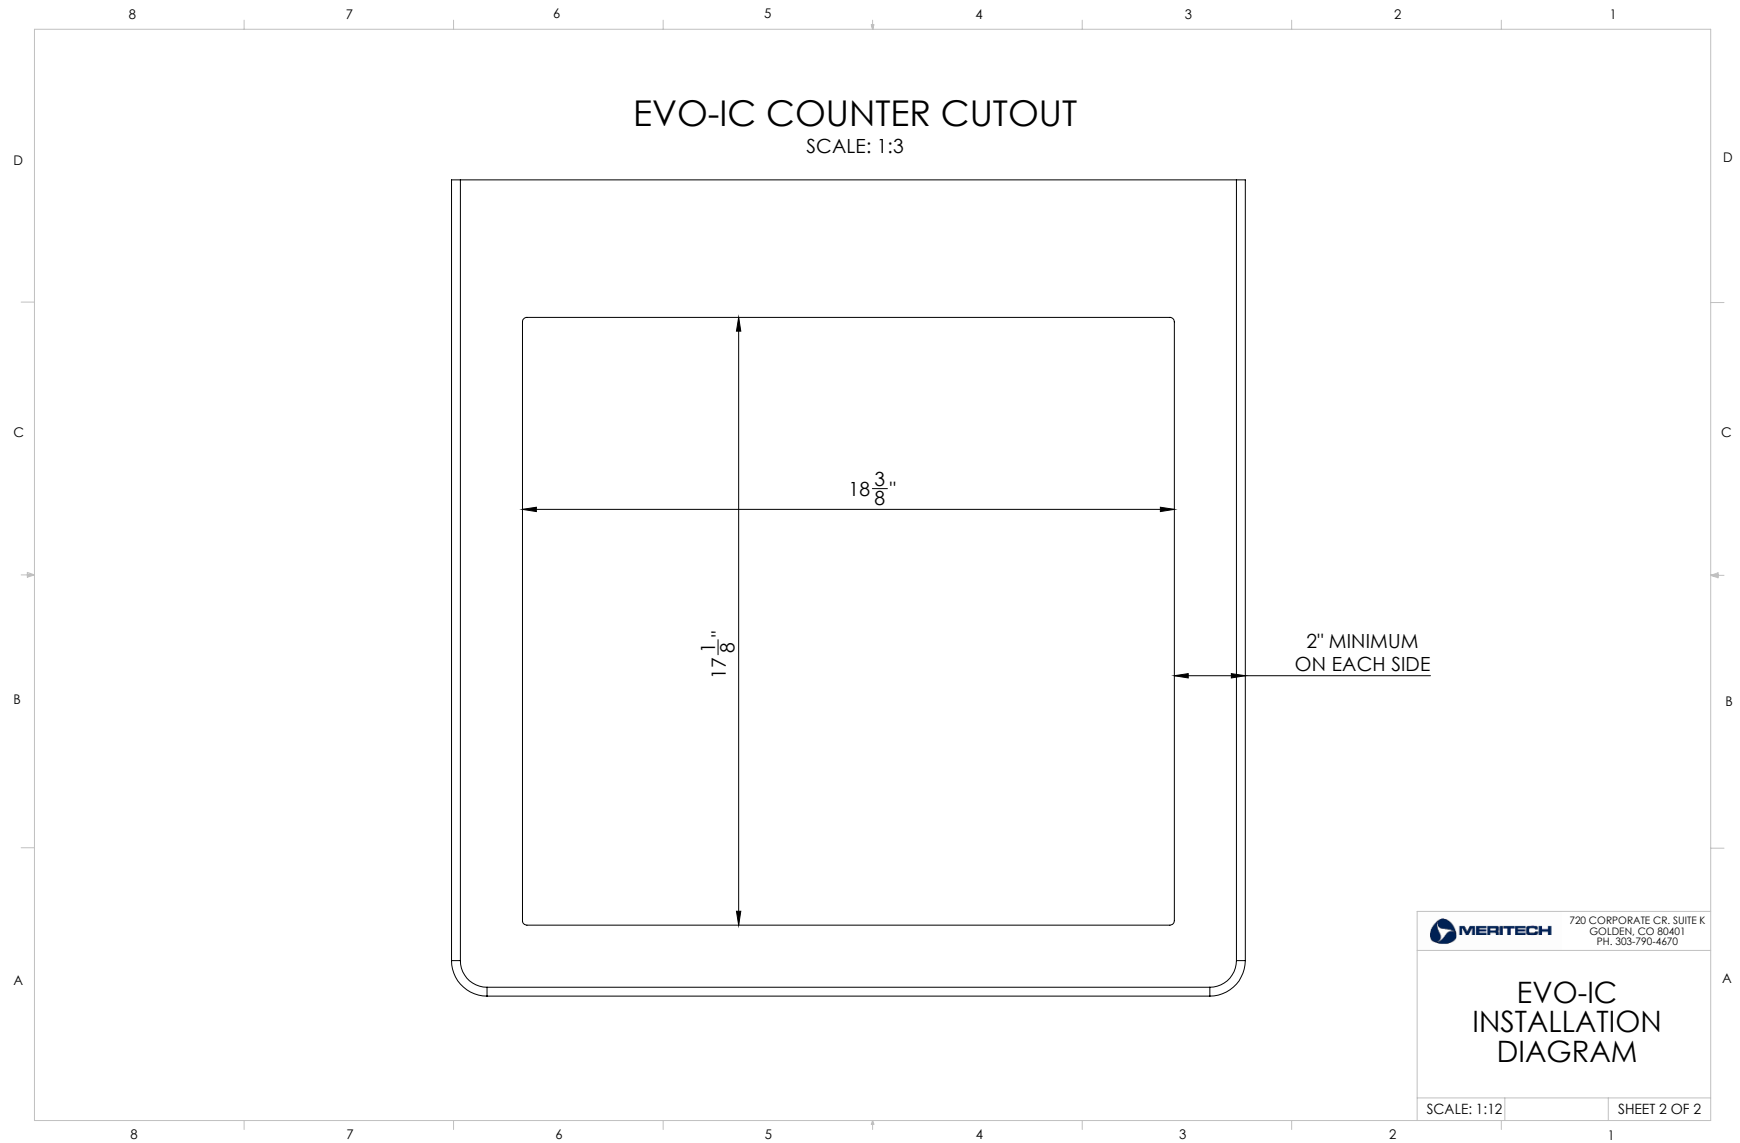 8 7 6 5 4 3 2 1
EVO-IC COUNTER CUTOUT
SCALE: 1:3
D D
C C
18 3/8"
17 1/8"
2" MINIMUM
ON EACH SIDE
B B
MERITECH
720 CORPORATE CR. SUITE K
GOLDEN, CO 80401
PH. 303-790-4670
A A
EVO-IC
INSTALLATION
DIAGRAM
SCALE: 1:12 SHEET 2 OF 2
8 7 6 5 4 3 2 1